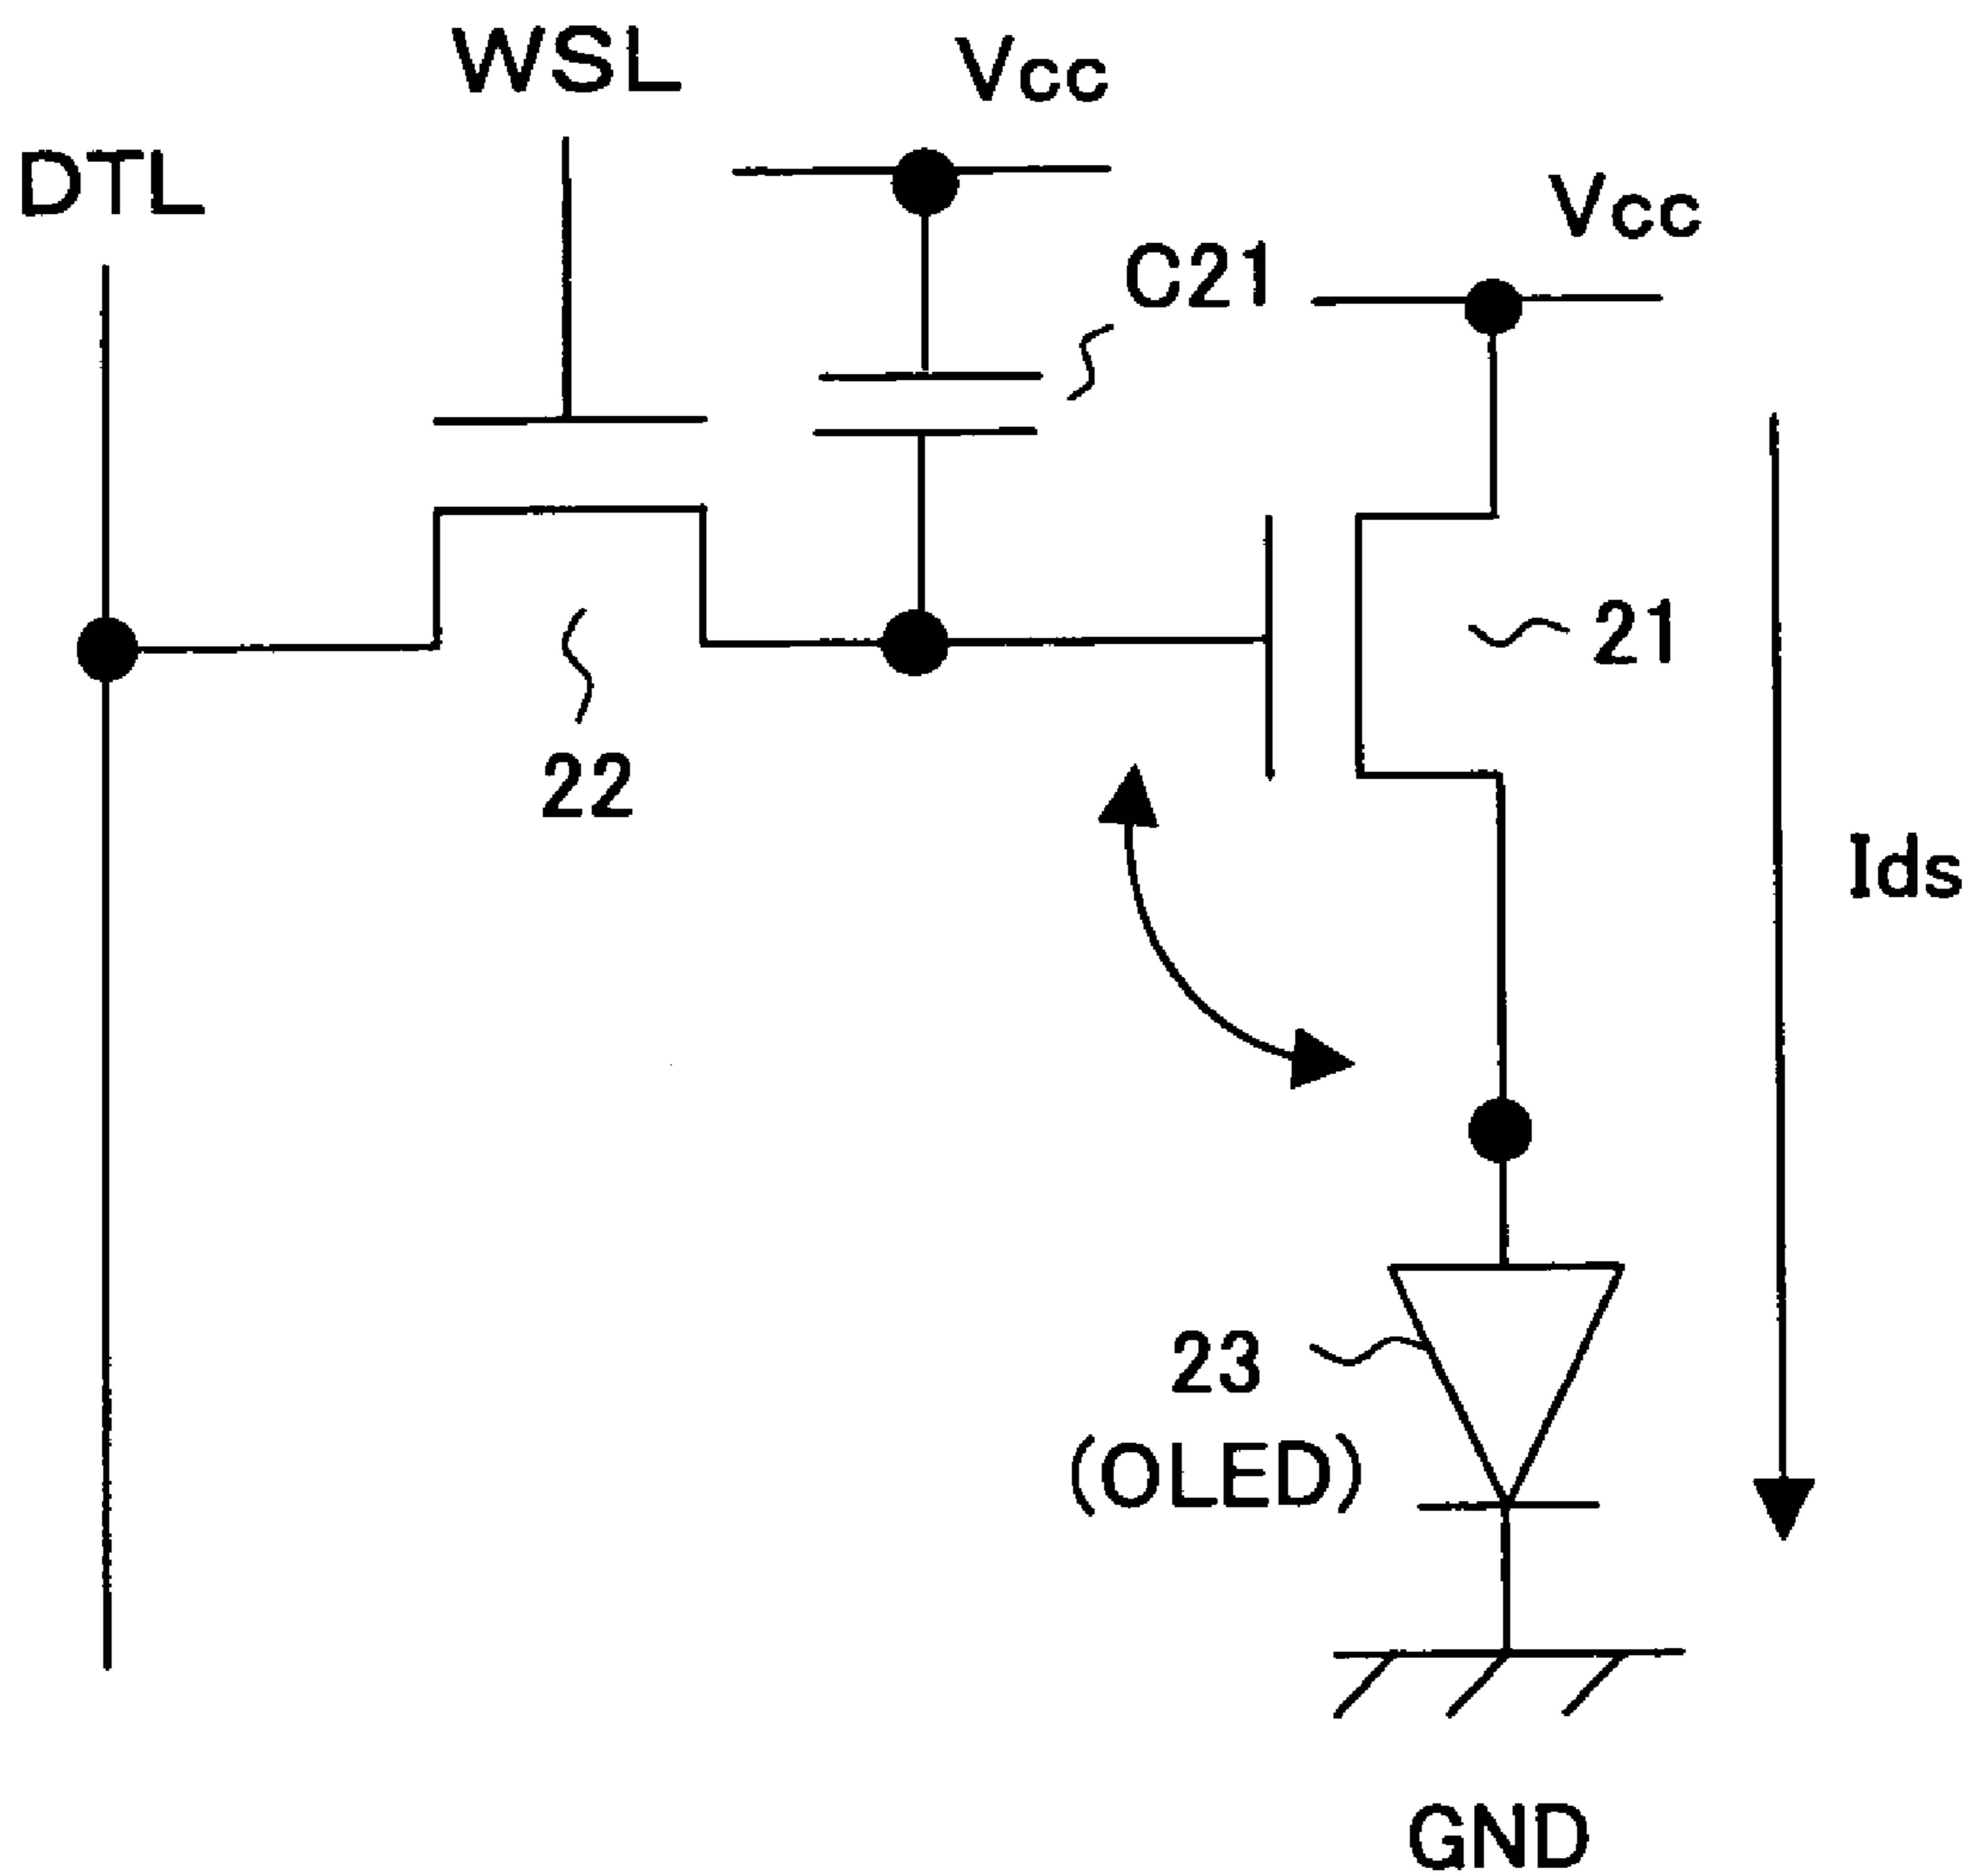 WSL
Vcc
DTL
Vcc
C21
21
22
Ids
23
(OLED)
GND